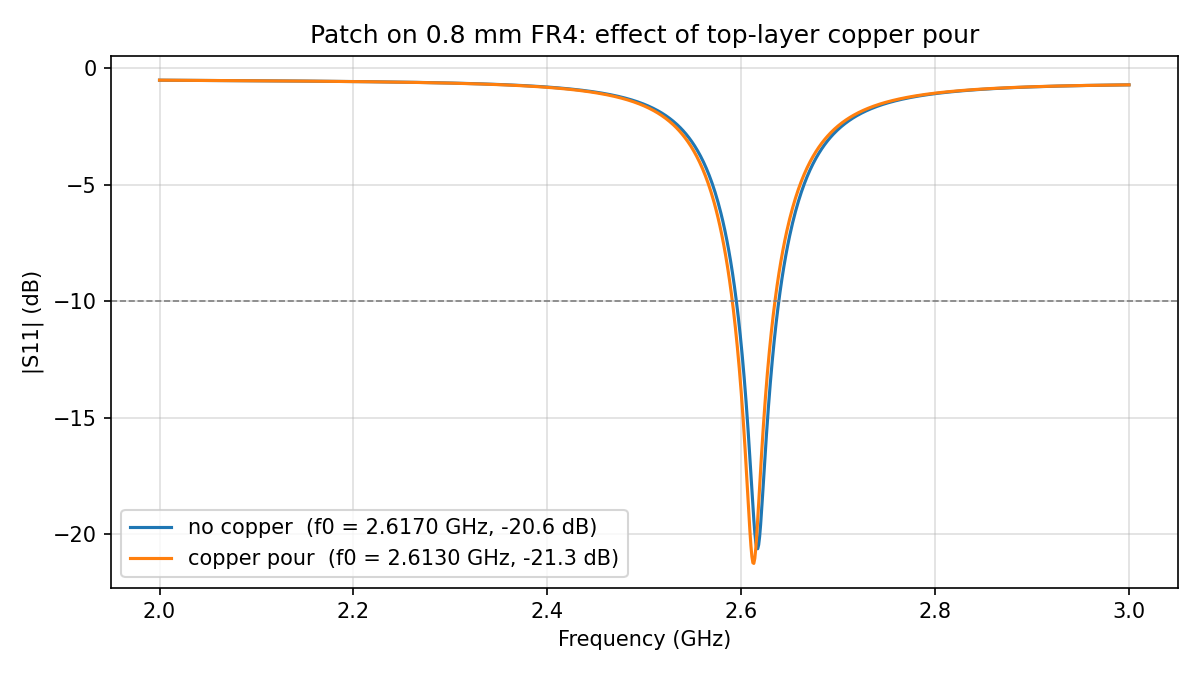 Patch on 0.8 mm FR4: effect of top-layer copper pour
|S11| (dB)
0
−5
−10
−15
−20
no copper (f0 = 2.6170 GHz, -20.6 dB)
copper pour (f0 = 2.6130 GHz, -21.3 dB)
2.0 2.2 2.4 2.6 2.8 3.0
Frequency (GHz)